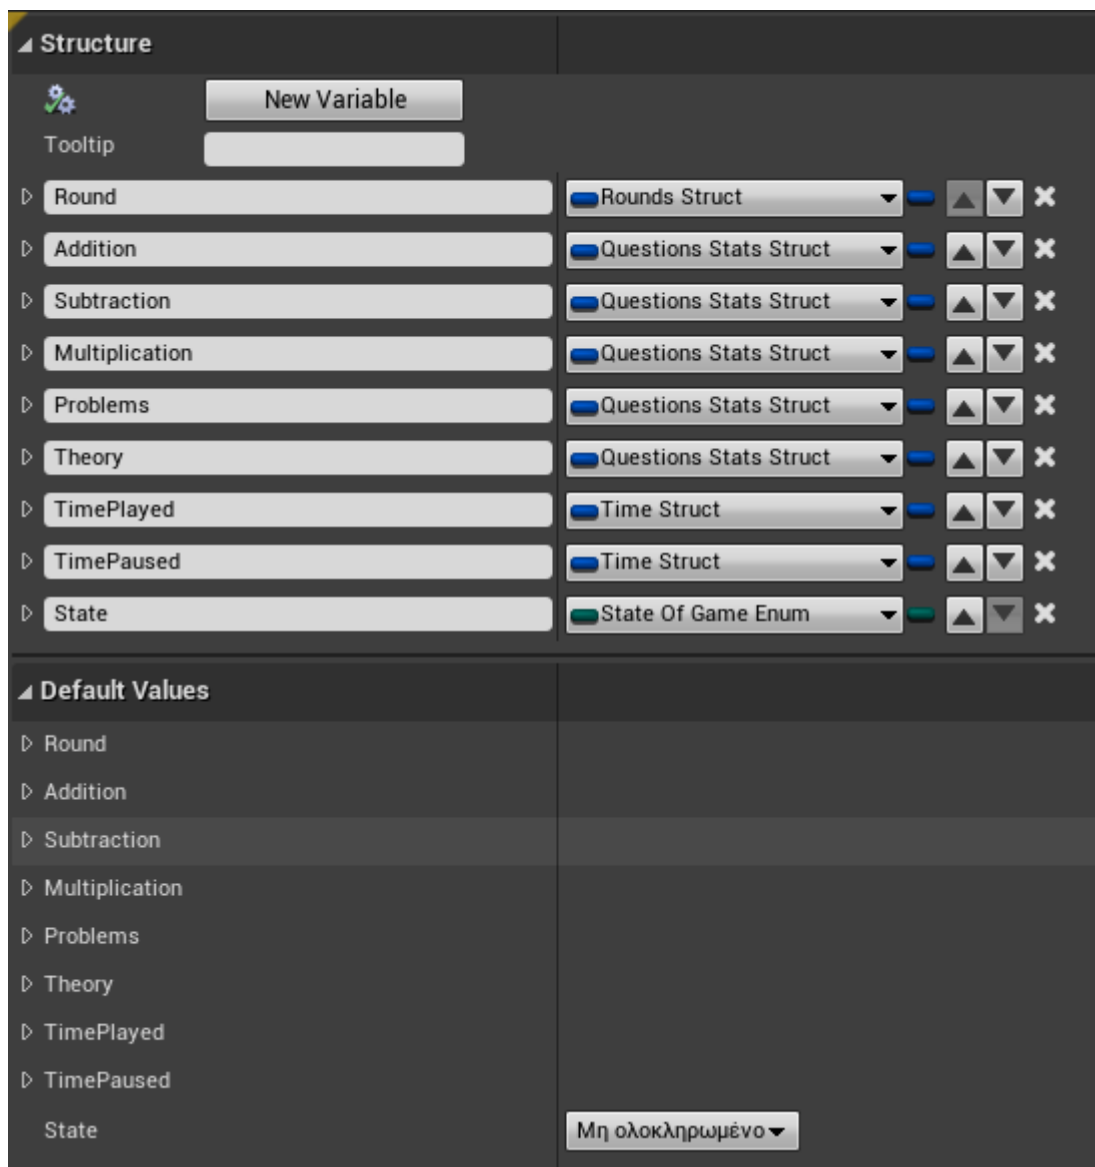 Structure
New Variable
Tooltip
Round Rounds Struct
Addition Questions Stats Struct
Subtraction Questions Stats Struct
Multiplication Questions Stats Struct
Problems Questions Stats Struct
Theory Questions Stats Struct
TimePlayed Time Struct
TimePaused Time Struct
State State Of Game Enum
Default Values
Round
Addition
Subtraction
Multiplication
Problems
Theory
TimePlayed
TimePaused
State Μη ολοκληρωμένο